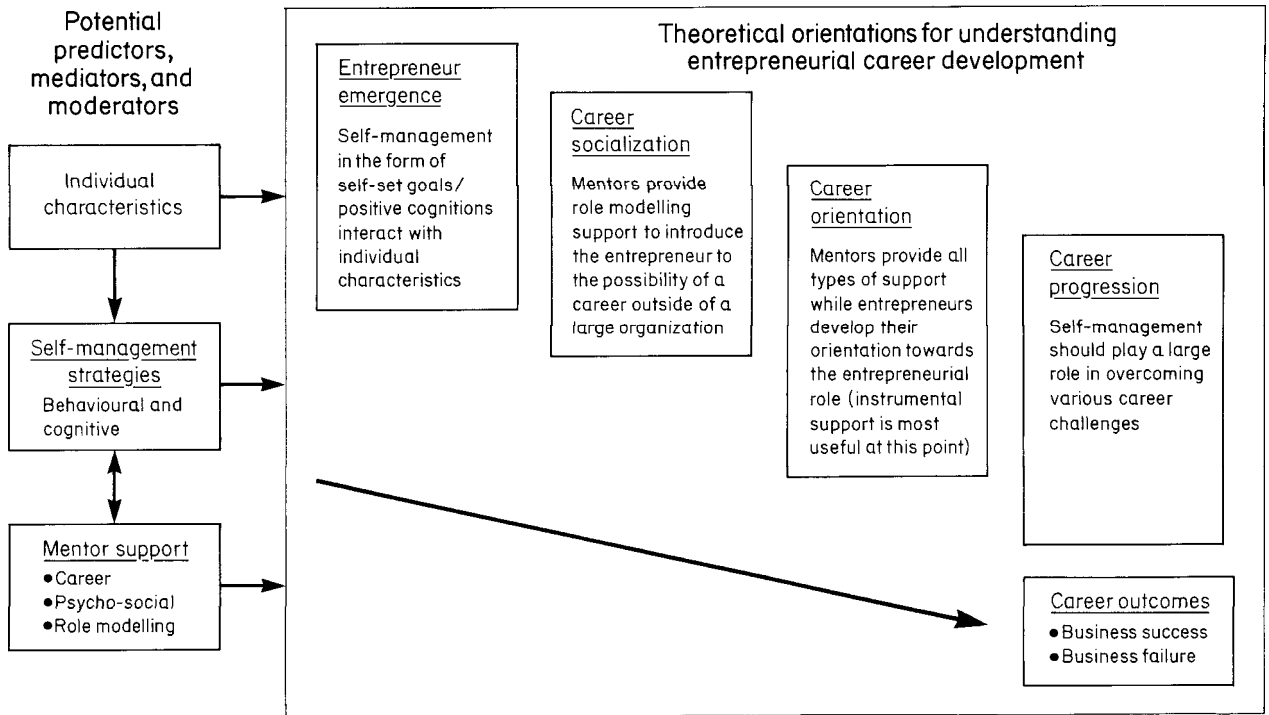 Potential
predictors,
mediators, and
moderators
Individual
characteristics
Self-management
strategies
Behavioural and
cognitive
Mentor support
● Career
● Psycho-social
● Role modelling
Theoretical orientations for understanding
entrepreneurial career development
Entrepreneur
emergence
Self-management
in the form of
self-set goals/
positive cognitions
interact with
individual
characteristics
Career
socialization
Mentors provide
role modelling
support to introduce
the entrepreneur to
the possibility of a
career outside of a
large organization
Career
orientation
Mentors provide all
types of support
while entrepreneurs
develop their
orientation towards
the entrepreneurial
role (instrumental
support is most
useful at this point)
Career
progression
Self-management
should play a large
role in overcoming
various career
challenges
Career outcomes
● Business success
● Business failure